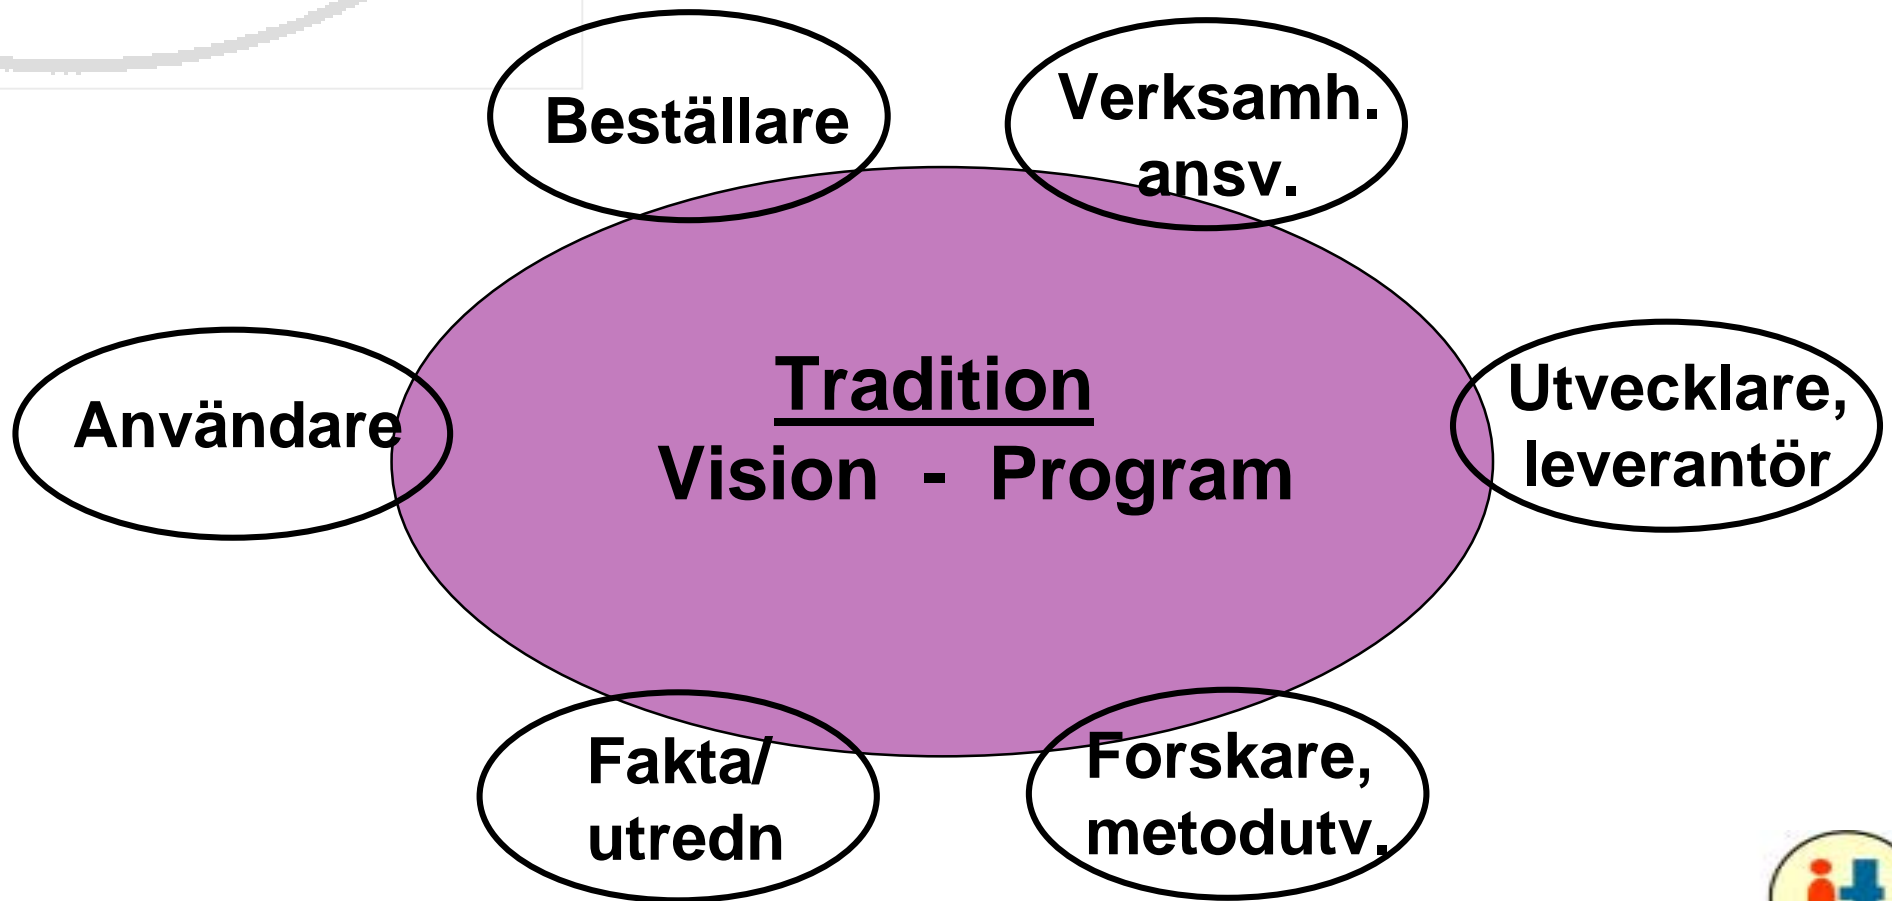 Beställare
Verksamh.
ansv.
Användare
Tradition
Vision - Program
Utvecklare,
leverantör
Fakta/
utredn
Forskare,
metodutv.